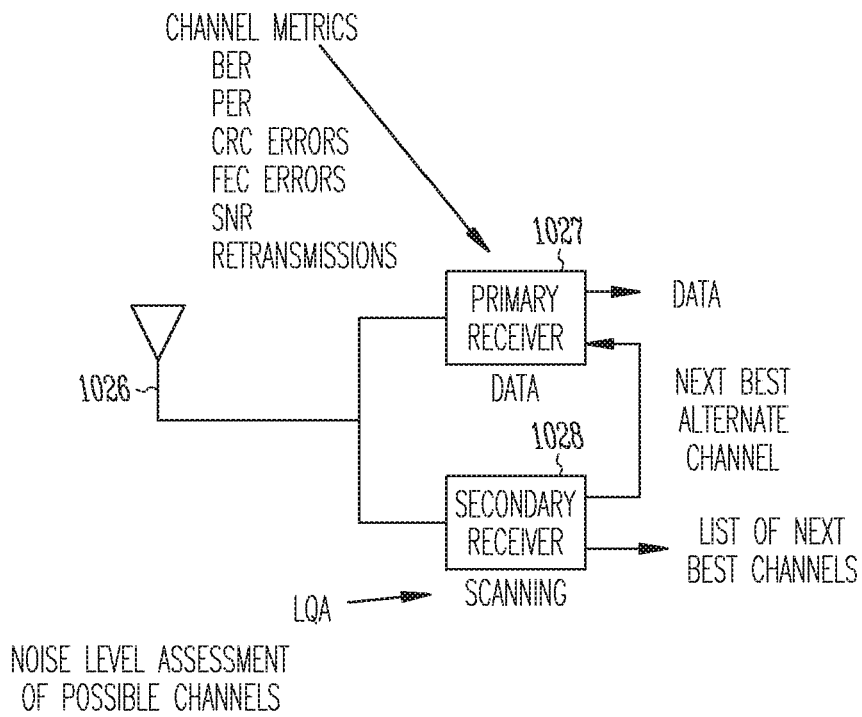 CHANNEL METRICS
BER
PER
CRC ERRORS
FEC ERRORS
SNR
RETRANSMISSIONS
1027
PRIMARY
RECEIVER
DATA
DATA
1026
NEXT BEST
ALTERNATE
CHANNEL
1028
SECONDARY
RECEIVER
SCANNING
LIST OF NEXT
BEST CHANNELS
LQA
NOISE LEVEL ASSESSMENT
OF POSSIBLE CHANNELS